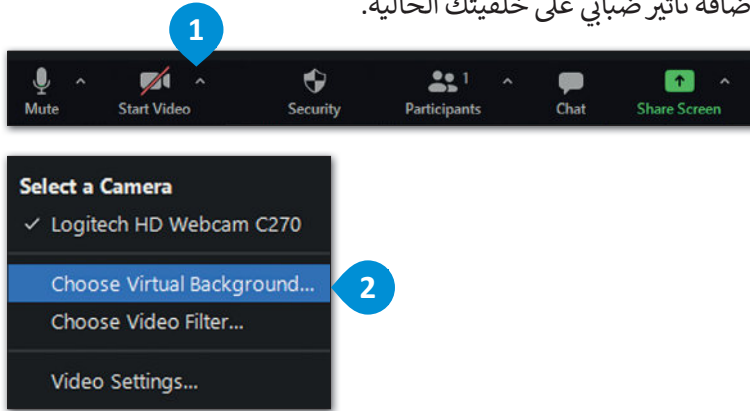 ضافة تأثير ضبابي على خلفيتك الحالية.
1
Mute
Start Video
Security
1
Participants
Chat
Share Screen
Select a Camera
✓ Logitech HD Webcam C270
Choose Virtual Background...
2
Choose Video Filter...
Video Settings...